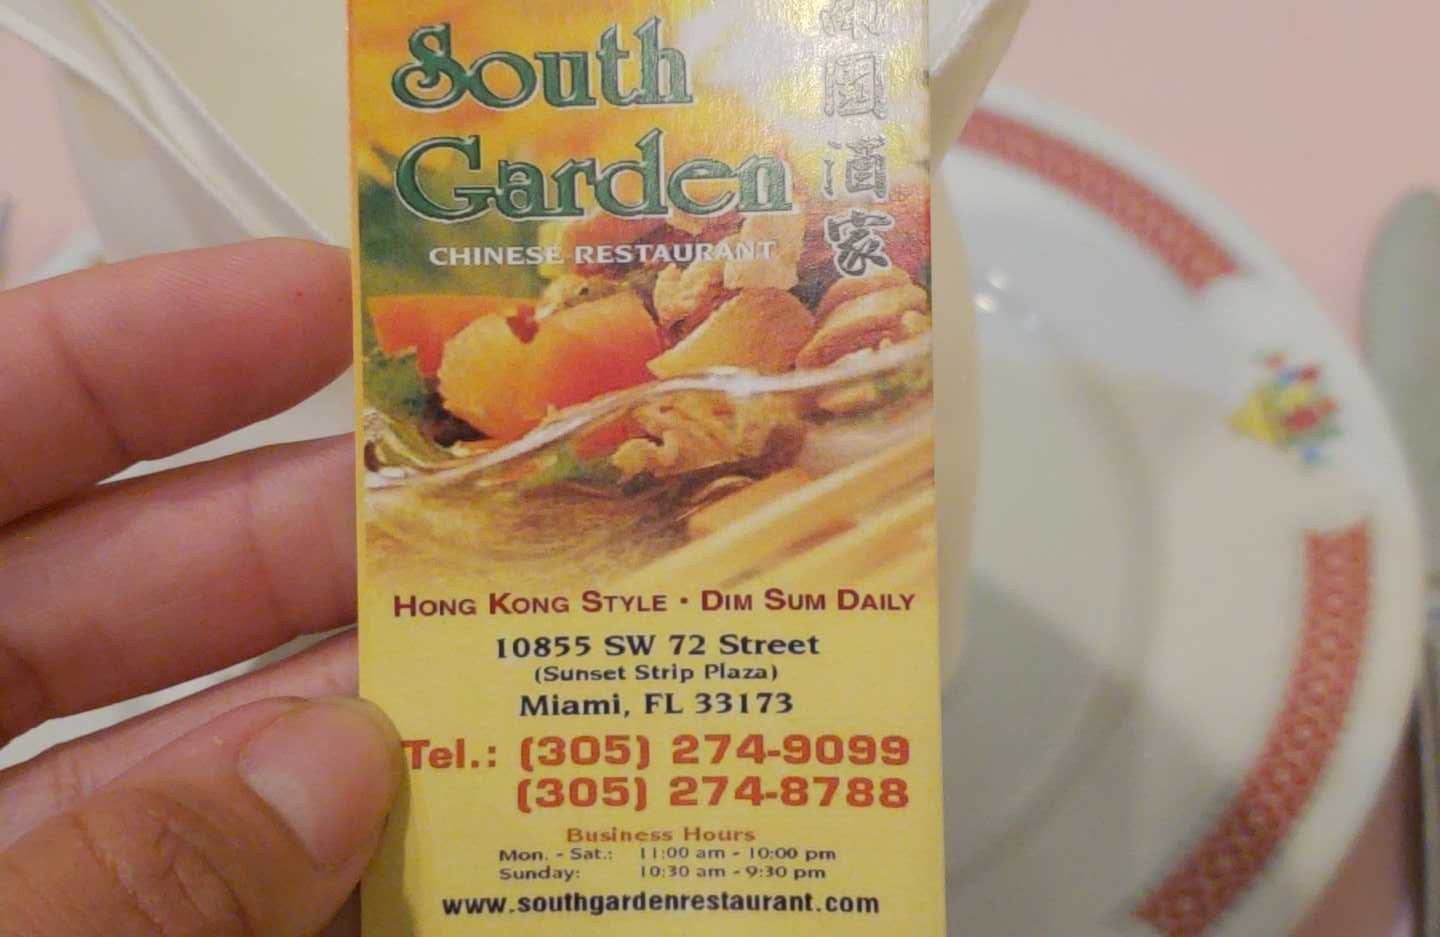 South
Garden
CHINESE RESTAURANT
南園酒家
HONG KONG STYLE • DIM SUM DAILY
10855 SW 72 Street
(Sunset Strip Plaza)
Miami, FL 33173
Tel.: (305) 274-9099
(305) 274-8788
Business Hours
Mon. - Sat.: 11:00 am - 10:00 pm
Sunday: 10:30 am - 9:30 pm
www.southgardenrestaurant.com